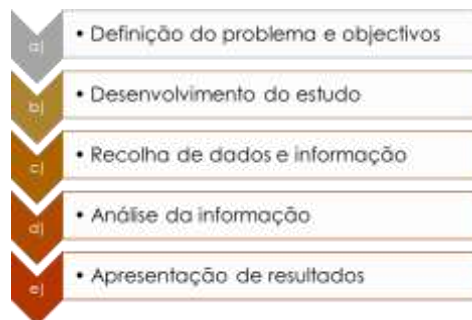 a) • Definição do problema e objectivos
b) • Desenvolvimento do estudo
c) • Recolha de dados e informação
d) • Análise da informação
e) • Apresentação de resultados